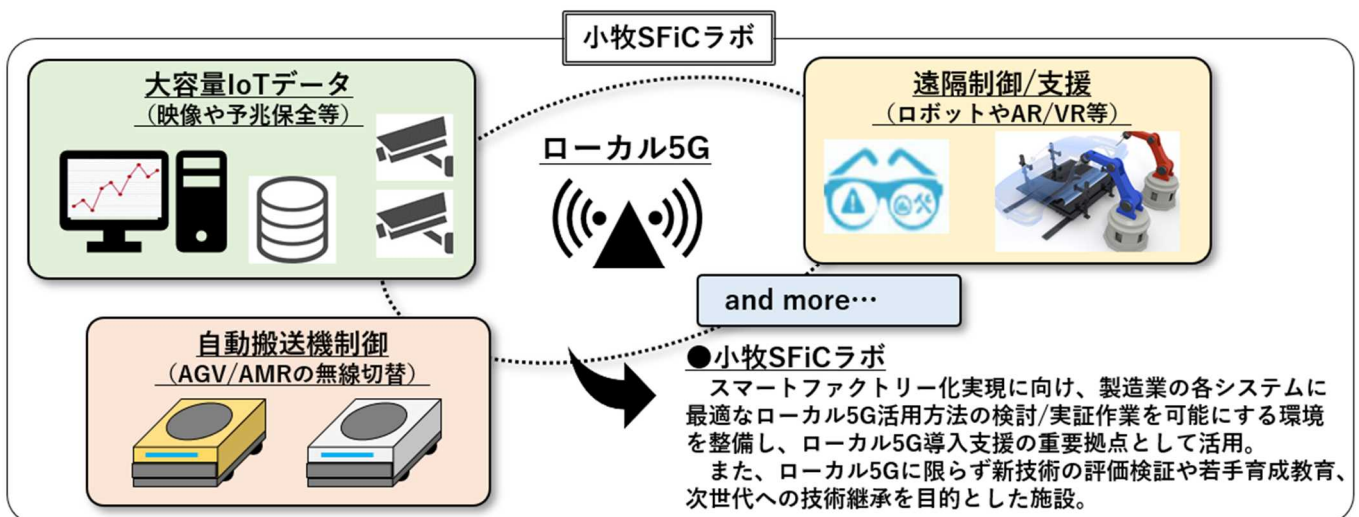 小牧SFiCラボ
大容量IoTデータ
（映像や予兆保全等）
ローカル5G
遠隔制御/支援
（ロボットやAR/VR等）
and more…
自動搬送機制御
（AGV/AMRの無線切替）
●小牧SFiCラボ
スマートファクトリー化実現に向け、製造業の各システムに
最適なローカル5G活用方法の検討/実証作業を可能にする環境
を整備し、ローカル5G導入支援の重要拠点として活用。
また、ローカル5Gに限らず新技術の評価検証や若手育成教育、
次世代への技術継承を目的とした施設。